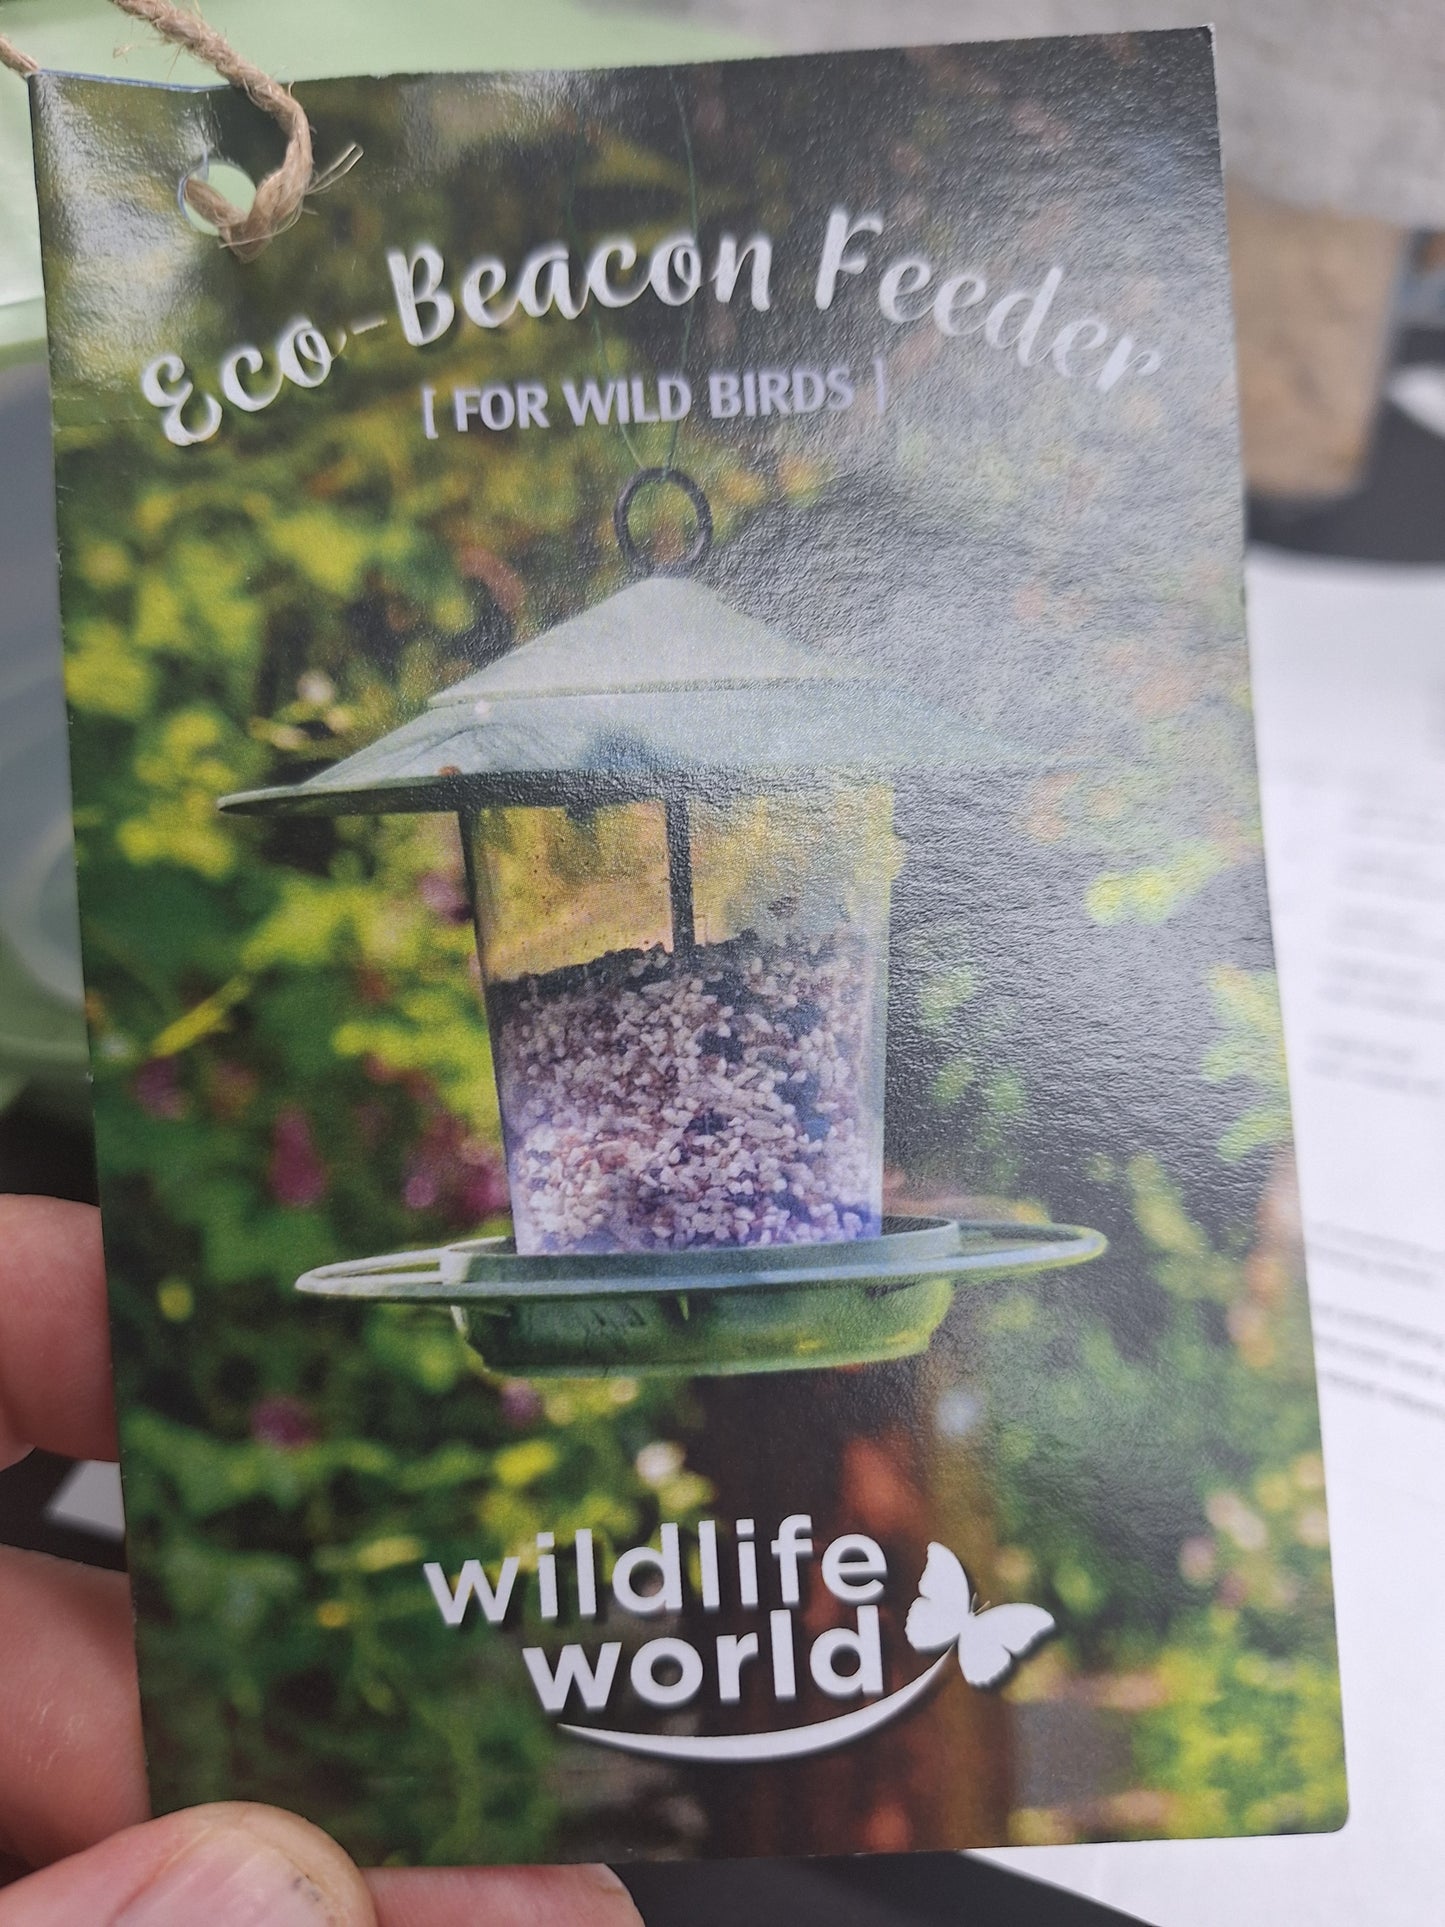 Eco-Beacon Feeder
[ FOR WILD BIRDS ]
wildlife
world